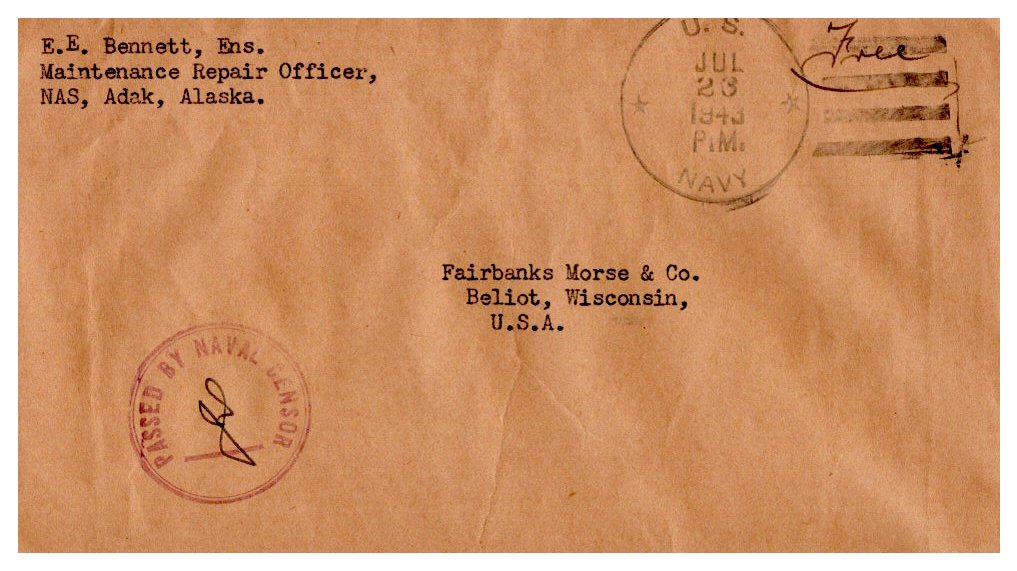 E.E. Bennett, Ens.
Maintenance Repair Officer,
NAS, Adak, Alaska.
U. S.
JUL
23
1943
P.M.
NAVY
Free
Fairbanks Morse & Co.
Beliot, Wisconsin,
U.S.A.
PASSED BY NAVAL CENSOR